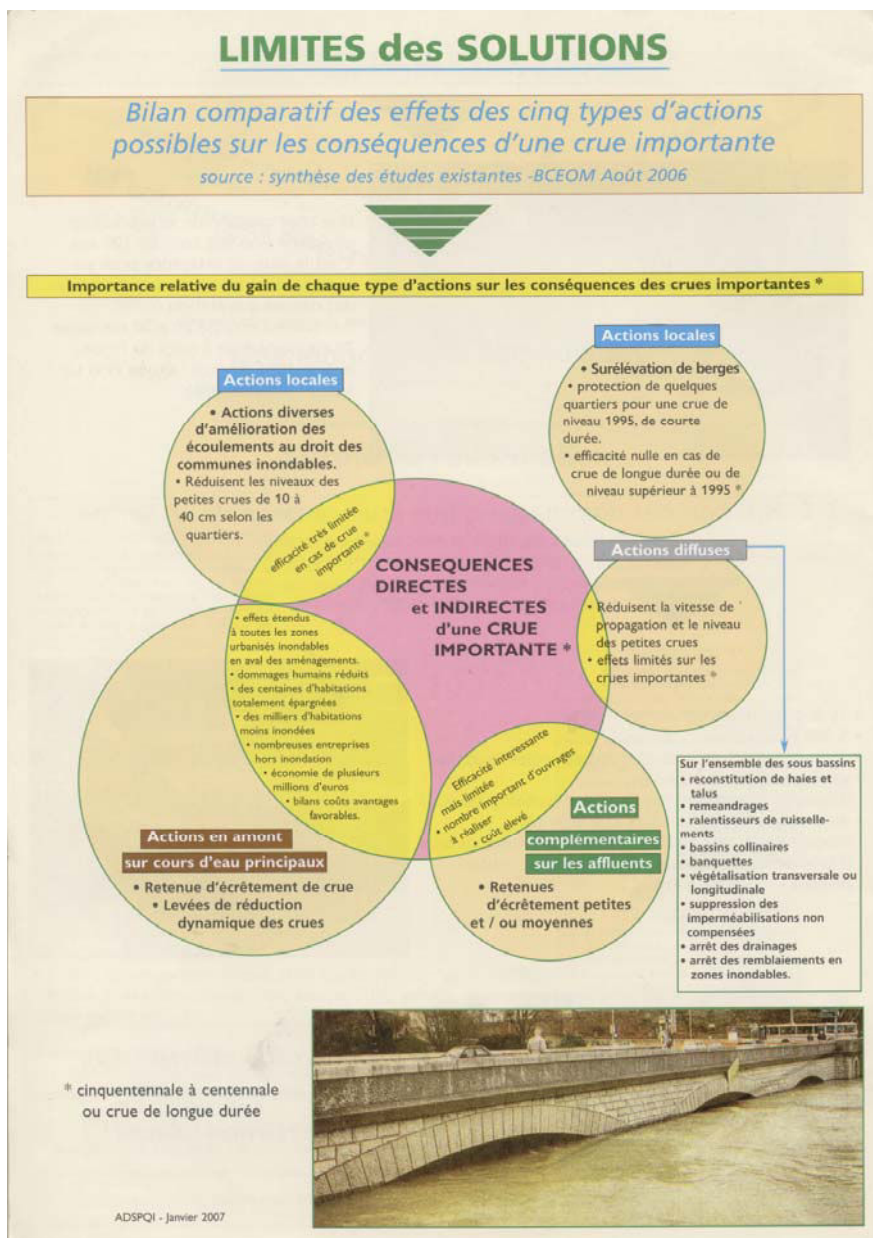 LIMITES des SOLUTIONS
Bilan comparatif des effets des cinq types d'actions
possibles sur les conséquences d'une crue importante
source : synthèse des études existantes -BCEOM Août 2006
Importance relative du gain de chaque type d'actions sur les conséquences des crues importantes *
Actions locales
• Actions diverses
d'amélioration des
écoulements au droit des
communes inondables.
• Réduisent les niveaux des
petites crues de 10 à
40 cm selon les
quartiers.
efficacité très limitée
en cas de crue
importante *
Actions locales
• Surélévation de berges
• protection de quelques
quartiers pour une crue de
niveau 1995, de courte
durée.
• efficacité nulle en cas de
crue de longue durée ou de
niveau supérieur à 1995 *
CONSEQUENCES
DIRECTES
et INDIRECTES
d'une CRUE
IMPORTANTE *
Actions diffuses
• Réduisent la vitesse de
propagation et le niveau
des petites crues
• effets limités sur les
crues importantes *
• effets étendus
à toutes les zones
urbanisés inondables
en aval des aménagements.
• dommages humains réduits
• des centaines d'habitations
totalement épargnées
• des milliers d'habitations
moins inondées
• nombreuses entreprises
hors inondation
• économie de plusieurs
millions d'euros
• bilans coûts avantages
favorables.
Actions en amont
sur cours d'eau principaux
• Retenue d'écrêtement de crue
• Levées de réduction
dynamique des crues
Efficacité interessante
mais limitée
• nombre important d'ouvrages
à réaliser
• coût élevé
Actions
complémentaires
sur les affluents
• Retenues
d'écrêtement petites
et / ou moyennes
Sur l'ensemble des sous bassins
• reconstitution de haies et
talus
• remeandrages
• ralentisseurs de ruisselle-
ments
• bassins collinaires
• banquettes
• végétalisation transversale ou
longitudinale
• suppression des
imperméabilisations non
compensées
• arrêt des drainages
• arrêt des remblaiements en
zones inondables.
* cinquentennale à centennale
ou crue de longue durée
ADSPQI - Janvier 2007